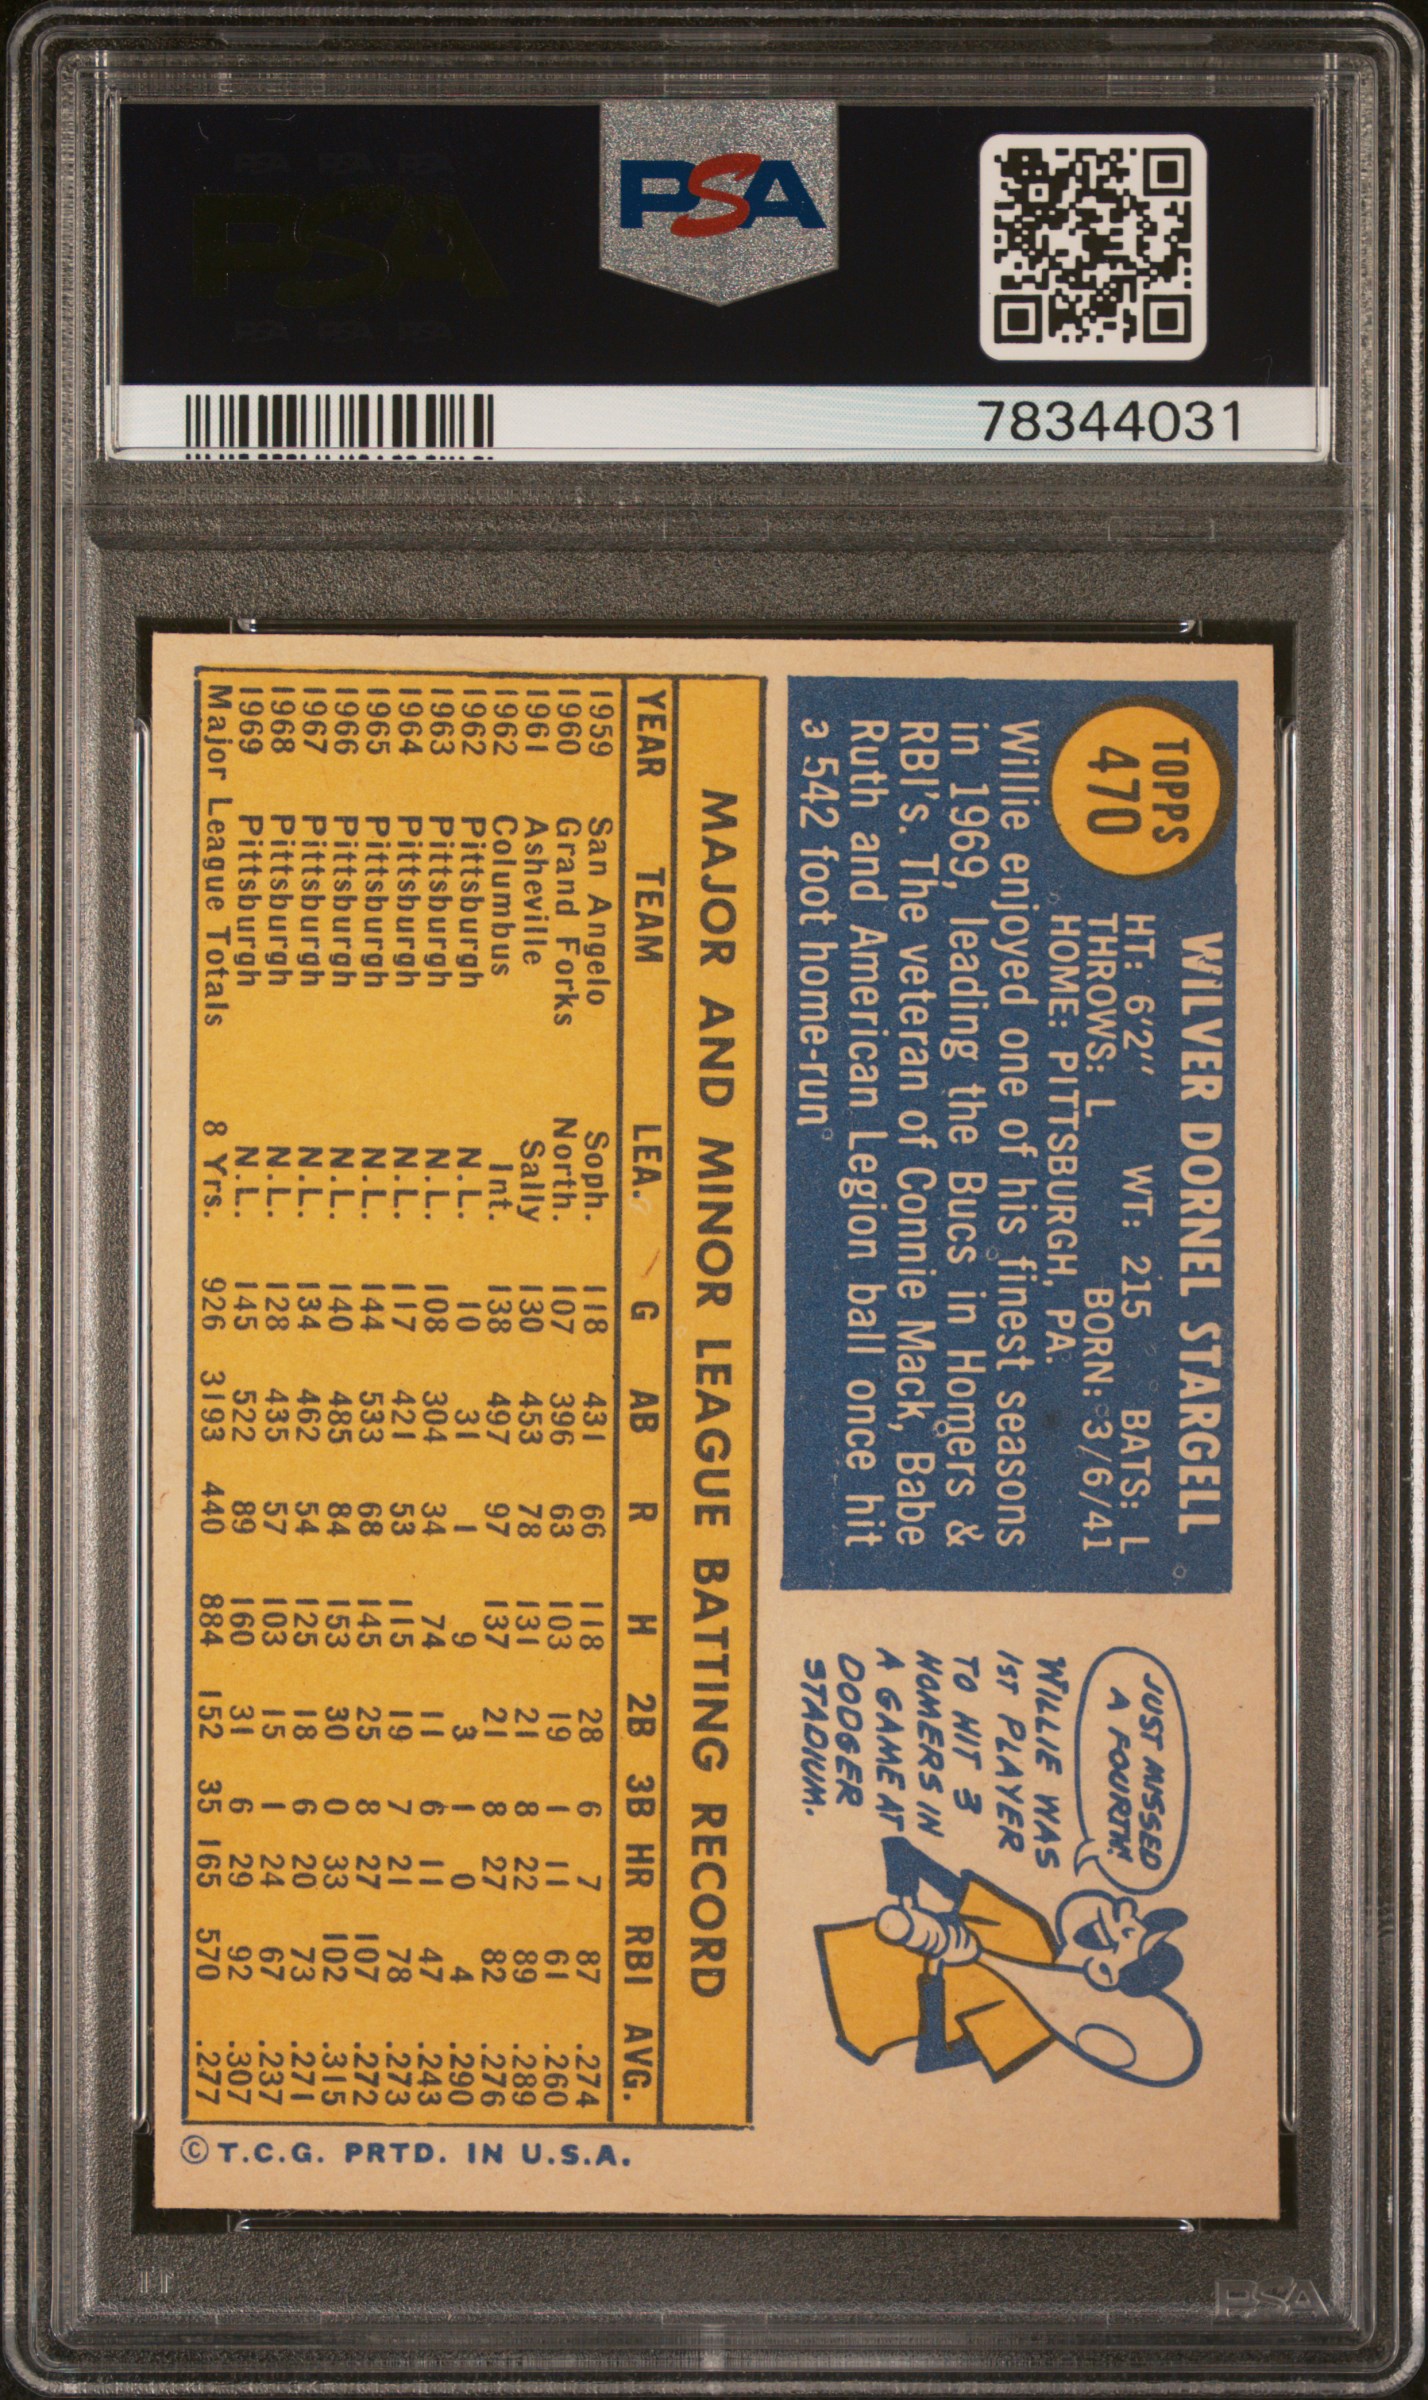 PSA
78344031
TOPPS
470
WILVER DORNEL STARGELL
HT: 6'2" WT: 215 BATS: L
THROWS: L BORN: 3/6/41
HOME: PITTSBURGH, PA.
Willie enjoyed one of his finest seasons
in 1969, leading the Bucs in Homers &
RBI's. The veteran of Connie Mack, Babe
Ruth and American Legion ball once hit
a 542 foot home-run
JUST MISSED
A FOURTH.
WILLIE WAS
1ST PLAYER
TO HIT 3
HOMERS IN
A GAME AT
DODGER
STADIUM.
MAJOR AND MINOR LEAGUE BATTING RECORD
YEAR TEAM LEA. G AB R H 2B 3B HR RBI AVG.
1959 San Angelo Soph. 118 431 66 118 28 6 7 87 .274
1960 Grand Forks North. 107 396 63 103 19 1 11 61 .260
1961 Asheville Sally 130 453 78 131 21 8 22 89 .289
1962 Columbus Int. 138 497 97 137 21 8 27 82 .276
1962 Pittsburgh N.L. 10 31 1 9 3 1 0 4 .290
1963 Pittsburgh N.L. 108 304 34 74 11 6 11 47 .243
1964 Pittsburgh N.L. 117 421 53 115 19 7 21 78 .273
1965 Pittsburgh N.L. 144 533 68 145 25 8 27 107 .272
1966 Pittsburgh N.L. 140 485 84 153 30 0 33 102 .315
1967 Pittsburgh N.L. 134 462 54 125 18 6 20 73 .271
1968 Pittsburgh N.L. 128 435 57 103 15 1 24 67 .237
1969 Pittsburgh N.L. 145 522 89 160 31 6 29 92 .307
Major League Totals 8 Yrs. 926 3193 440 884 152 35 165 570 .277
© T.C.G. PRTD. IN U.S.A.
PSA
PSA PSA PSA
PSA
PSA PSA PSA